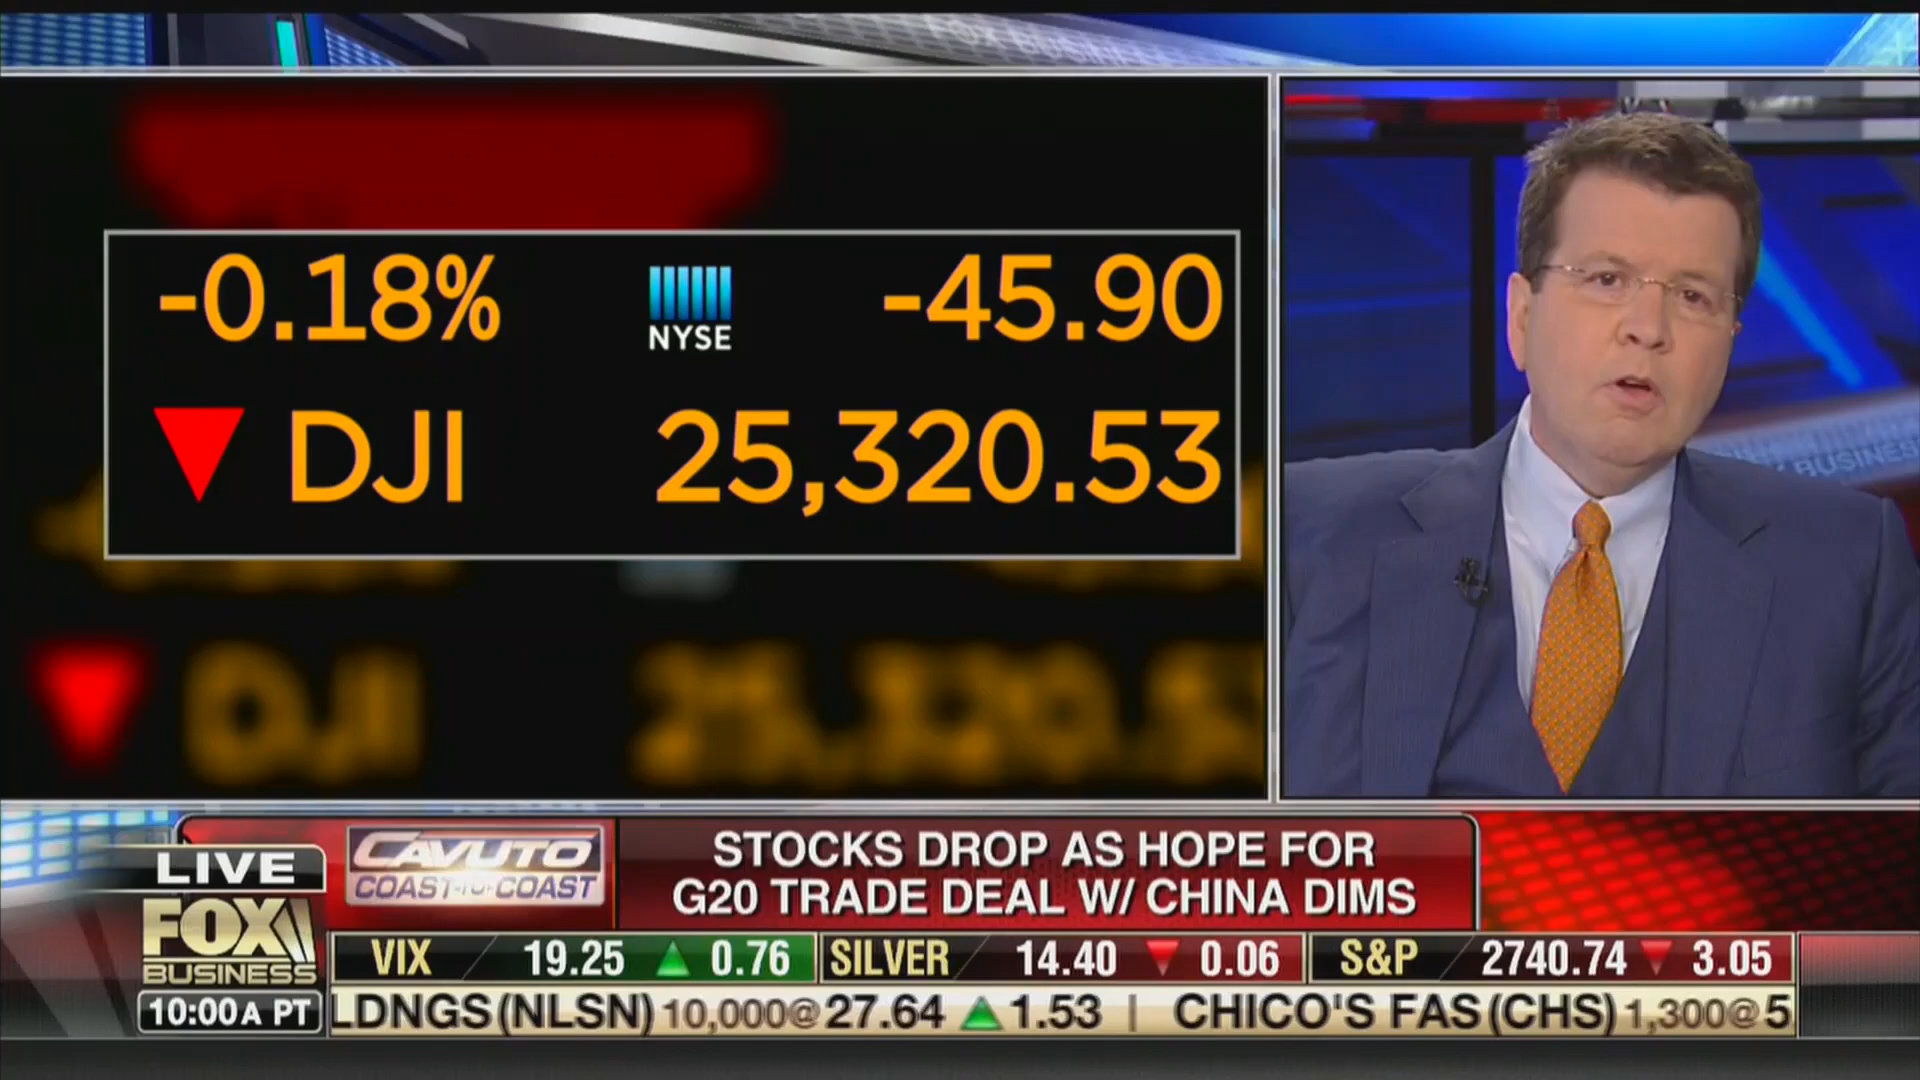 FOX BUSINESS
-0.18%
NYSE
-45.90
DJI
25,320.53
BUSINESS
CAVUTO
COAST-TO-COAST
STOCKS DROP AS HOPE FOR
G20 TRADE DEAL W/ CHINA DIMS
LIVE
FOX
BUSINESS
10:00A PT
VIX 19.25 0.76 SILVER 14.40 0.06 S&P 2740.74 3.05
LDNGS (NLSN) 10,000@27.64 1.53 | CHICO'S FAS (CHS) 1,300@5